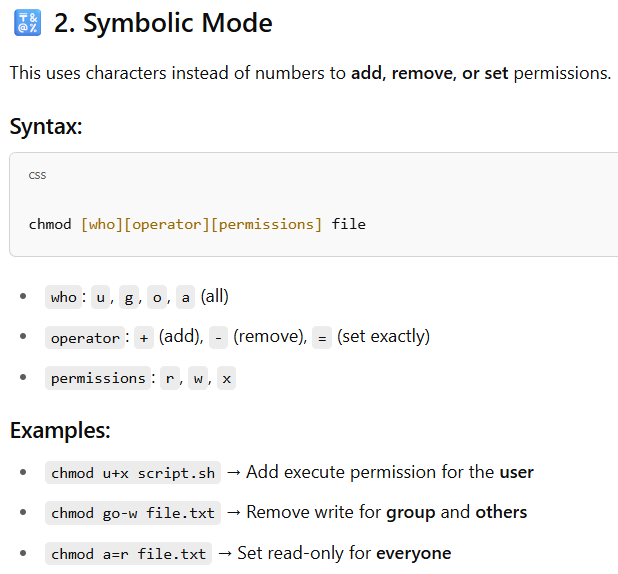 2. Symbolic Mode
This uses characters instead of numbers to add, remove, or set permissions.
Syntax:
css
chmod [who][operator][permissions] file
who: u, g, o, a (all)
operator: + (add), - (remove), = (set exactly)
permissions: r, w, x
Examples:
chmod u+x script.sh → Add execute permission for the user
chmod go-w file.txt → Remove write for group and others
chmod a=r file.txt → Set read-only for everyone